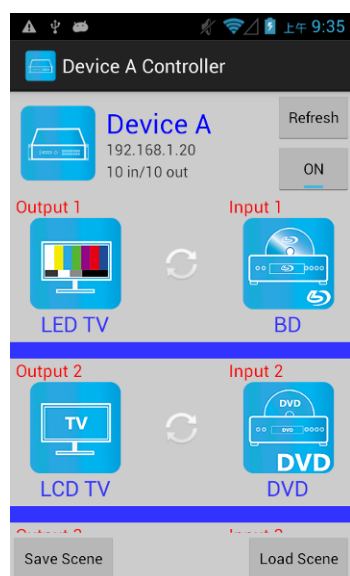 上午 9:35
Device A Controller
Device A
192.168.1.20
10 in/10 out
Refresh
ON
Output 1
Input 1
LED TV
BD
Output 2
Input 2
TV
DVD
DVD
DVD
LCD TV
DVD
Save Scene
Load Scene